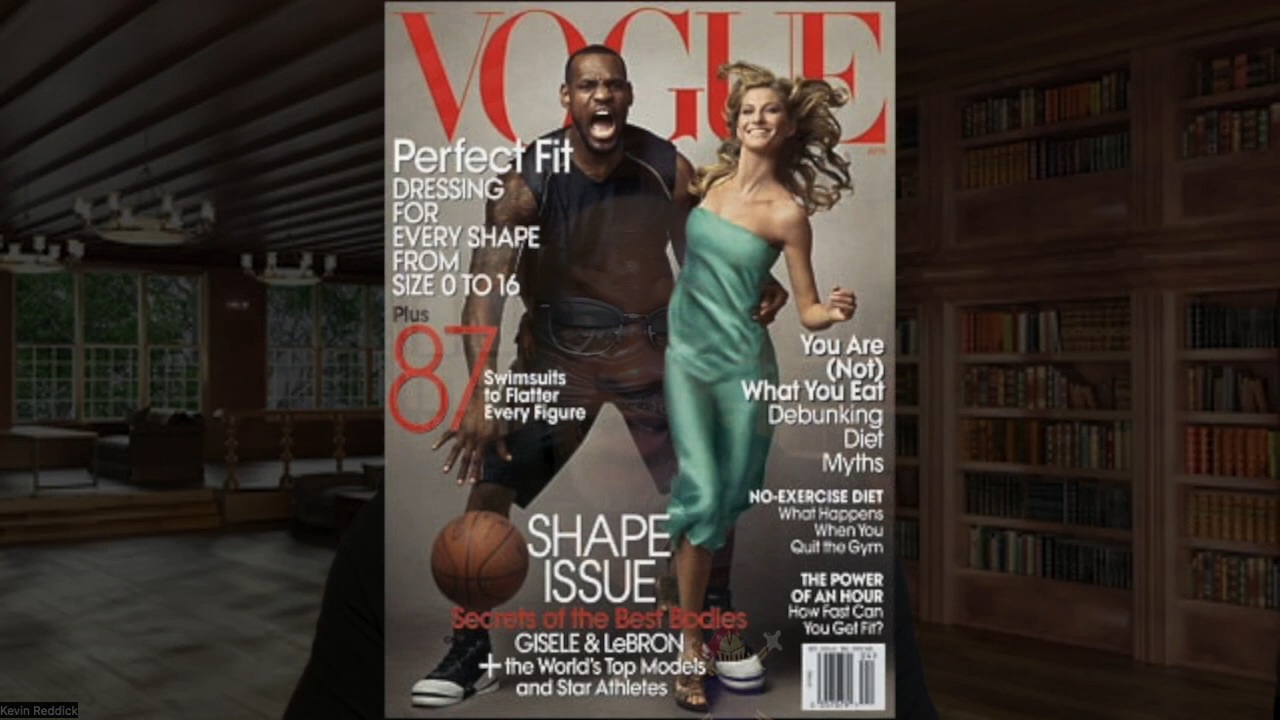 VOGUE
Perfect Fit
DRESSING
FOR
EVERY SHAPE
FROM
SIZE 0 TO 16
Plus
87
Swimsuits
to Flatter
Every Figure
You Are
(Not)
What You Eat
Debunking
Diet
Myths
NO-EXERCISE DIET
What Happens
When You
Quit the Gym
THE POWER
OF AN HOUR
How Fast Can
You Get Fit?
SHAPE
ISSUE
Secrets of the Best Bodies
GISELE & LeBRON
+ the World's Top Models
and Star Athletes
Kevin Reddick